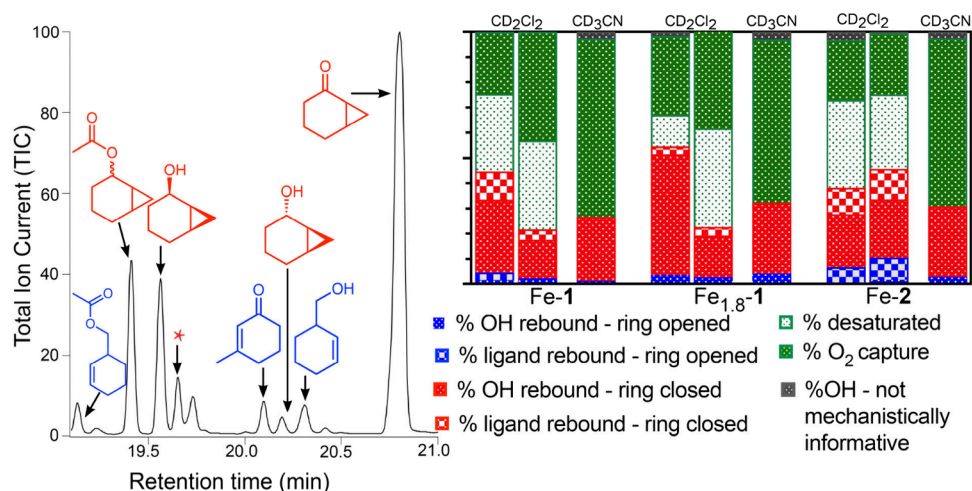 100
80
60
40
20
0
Total Ion Current (TIC)
19.5
20.0
20.5
21.0
Retention time (min)
O
O
OH
O
O
O
*
OH
O
OH
O
CD2Cl2
CD3CN
CD2Cl2
CD3CN
CD2Cl2
CD3CN
Fe-1
Fe1.8-1
Fe-2
% OH rebound - ring opened
% ligand rebound - ring opened
% OH rebound - ring closed
% ligand rebound - ring closed
% desaturated
% O2 capture
%OH - not
mechanistically
informative